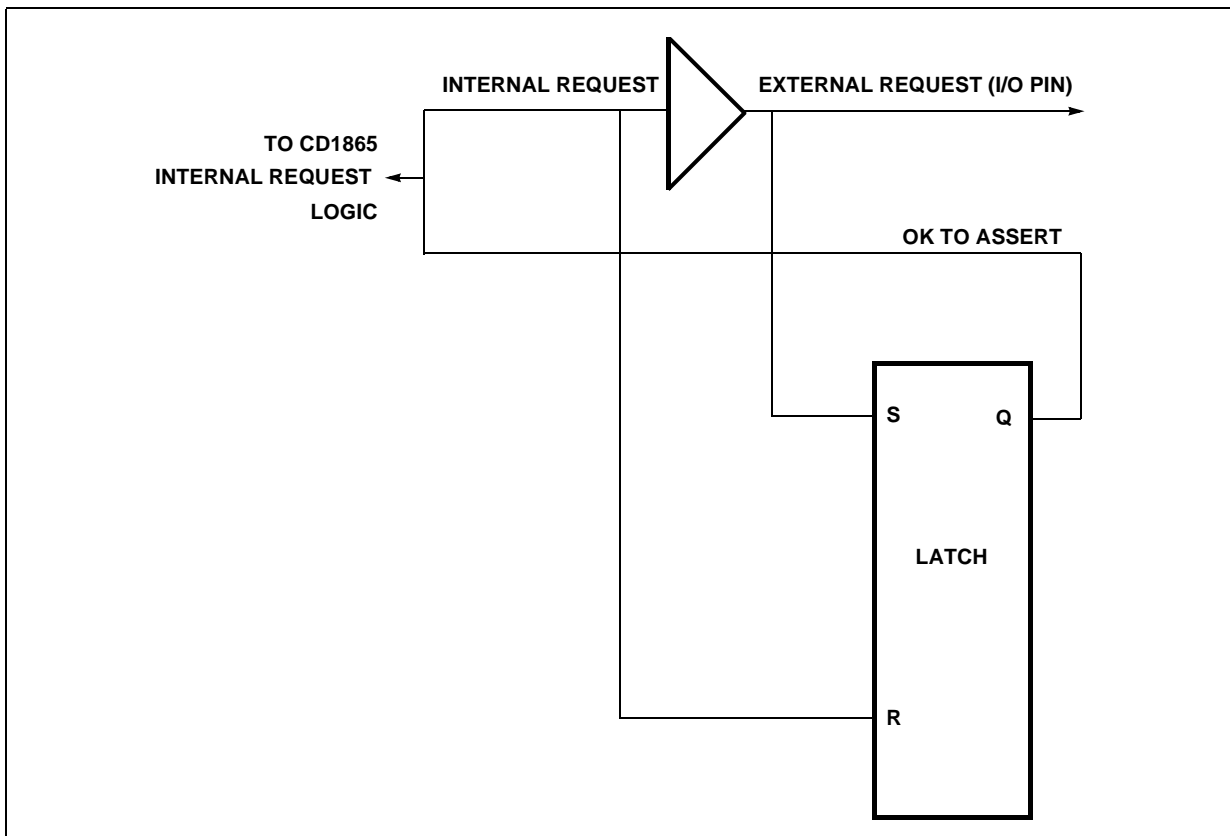 INTERNAL REQUEST
EXTERNAL REQUEST (I/O PIN)
TO CD1865
INTERNAL REQUEST
LOGIC
OK TO ASSERT
S
Q
LATCH
R